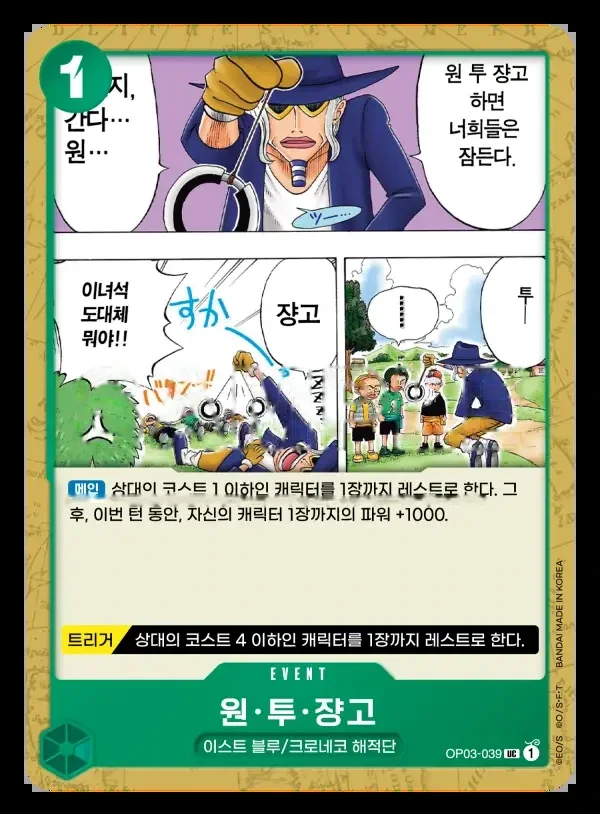 1
지,
간다…
원…
원 투 쟝고
하면
너희들은
잠든다.
ツー…
이녀석
도대체
뭐야!!
すか
쟝고
バタン…!!
투
메인 상대의 코스트 1 이하인 캐릭터를 1장까지 레스트로 한다. 그
후, 이번 턴 동안, 자신의 캐릭터 1장까지의 파워 +1000.
트리거 상대의 코스트 4 이하인 캐릭터를 1장까지 레스트로 한다.
EVENT
원·투·쟝고
이스트 블루/크로네코 해적단
OP03-039 UC 1
©E.O/S. ©O./S.·F.·T. BANDAI MADE IN KOREA